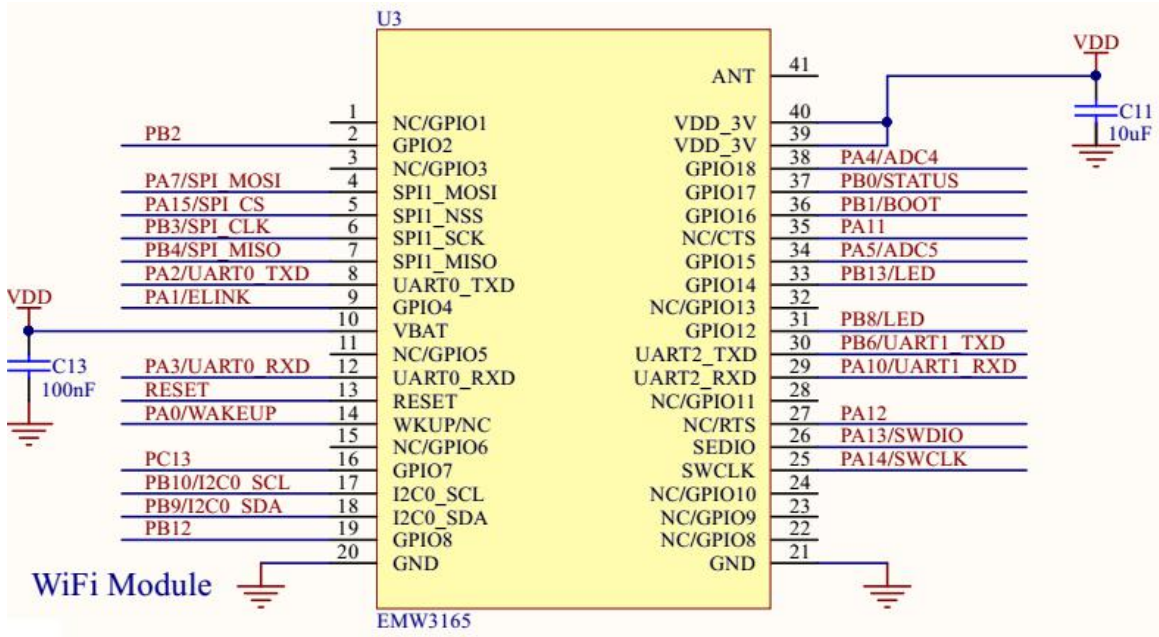 U3
ANT 41
VDD
C11
10uF
1 NC/GPIO1
PB2 2 GPIO2
3 NC/GPIO3
PA7/SPI_MOSI 4 SPI1_MOSI
PA15/SPI_CS 5 SPI1_NSS
PB3/SPI_CLK 6 SPI1_SCK
PB4/SPI_MISO 7 SPI1_MISO
PA2/UART0_TXD 8 UART0_TXD
PA1/ELINK 9 GPIO4
VDD
C13
100nF
10 VBAT
11 NC/GPIO5
PA3/UART0_RXD 12 UART0_RXD
RESET 13 RESET
PA0/WAKEUP 14 WKUP/NC
15 NC/GPIO6
PC13 16 GPIO7
PB10/I2C0_SCL 17 I2C0_SCL
PB9/I2C0_SDA 18 I2C0_SDA
PB12 19 GPIO8
20 GND
VDD_3V 40
VDD_3V 39
GPIO18 38 PA4/ADC4
GPIO17 37 PB0/STATUS
GPIO16 36 PB1/BOOT
NC/CTS 35 PA11
GPIO15 34 PA5/ADC5
GPIO14 33 PB13/LED
NC/GPIO13 32
GPIO12 31 PB8/LED
UART2_TXD 30 PB6/UART1_TXD
UART2_RXD 29 PA10/UART1_RXD
NC/GPIO11 28
NC/RTS 27 PA12
SEDIO 26 PA13/SWDIO
SWCLK 25 PA14/SWCLK
NC/GPIO10 24
NC/GPIO9 23
NC/GPIO8 22
GND 21
WiFi Module
EMW3165